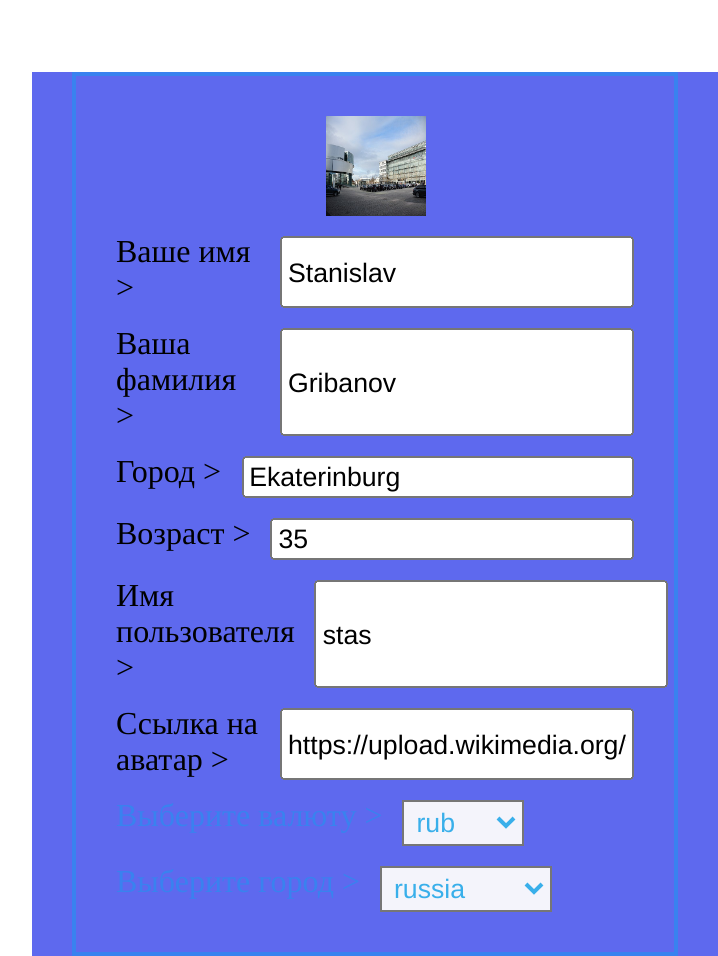 Ваше имя
>
Stanislav
Ваша
фамилия
>
Gribanov
Город >
Ekaterinburg
Возраст >
35
Имя
пользователя
>
stas
Ссылка на
аватар >
https://upload.wikimedia.org/
Выберите валюту >
rub
Выберите город >
russia